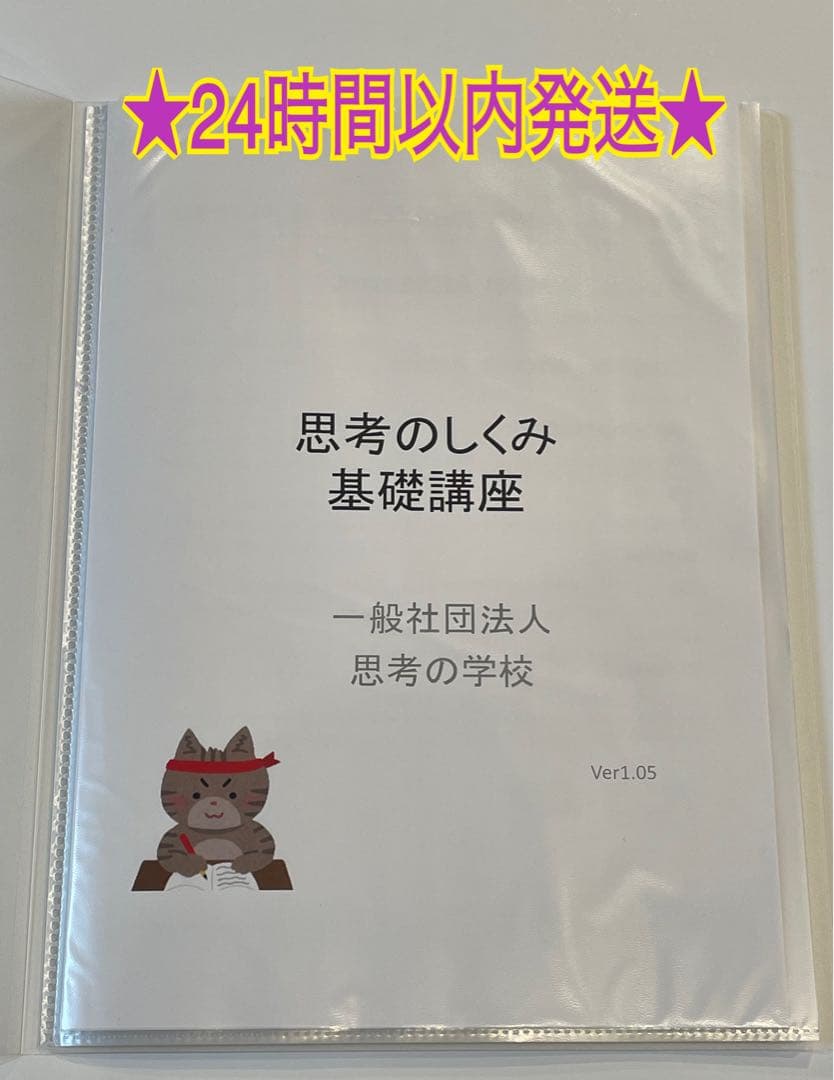 ★24時間以内発送★
思考のしくみ
基礎講座
一般社団法人
思考の学校
Ver1.05